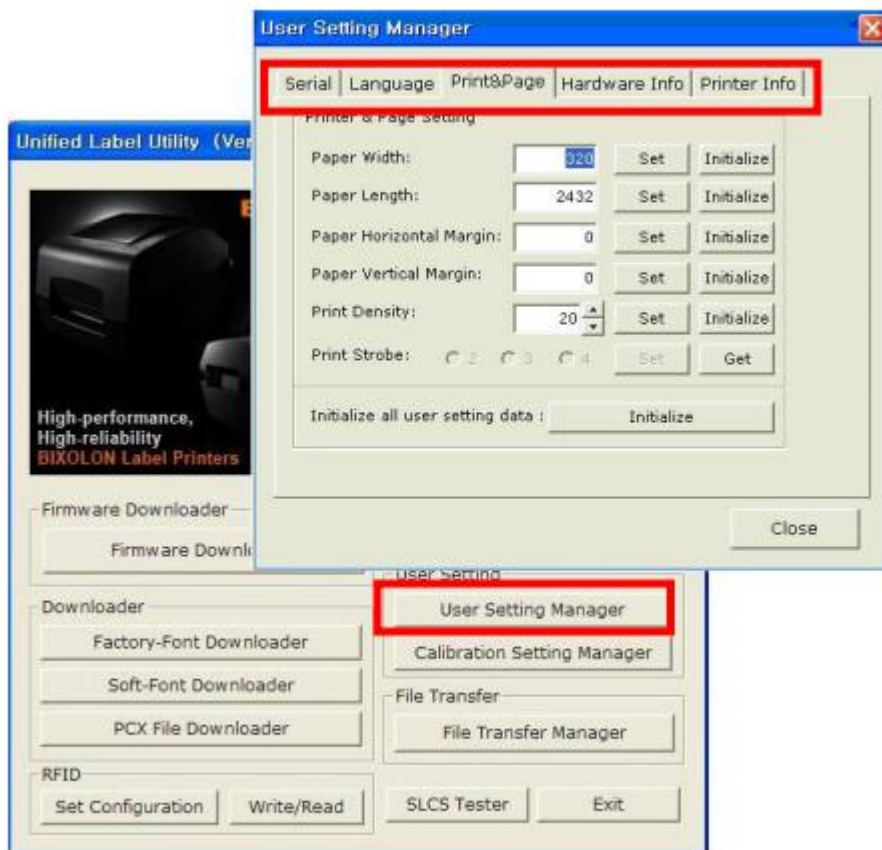 User Setting Manager
Serial Language Print&Page Hardware Info Printer Info
Printer & Page Setting
Paper Width: 320 Set Initialize
Paper Length: 2432 Set Initialize
Paper Horizontal Margin: 0 Set Initialize
Paper Vertical Margin: 0 Set Initialize
Print Density: 20 Set Initialize
Print Strobe: 2 3 4 Set Get
Initialize all user setting data : Initialize
Close
Unified Label Utility (Ver
High-performance,
High-reliability
BIXOLON Label Printers
Firmware Downloader
Firmware Downl
Downloader
Factory-Font Downloader
Soft-Font Downloader
PCX File Downloader
RFID
Set Configuration Write/Read
User Setting
User Setting Manager
Calibration Setting Manager
File Transfer
File Transfer Manager
SLCS Tester Exit